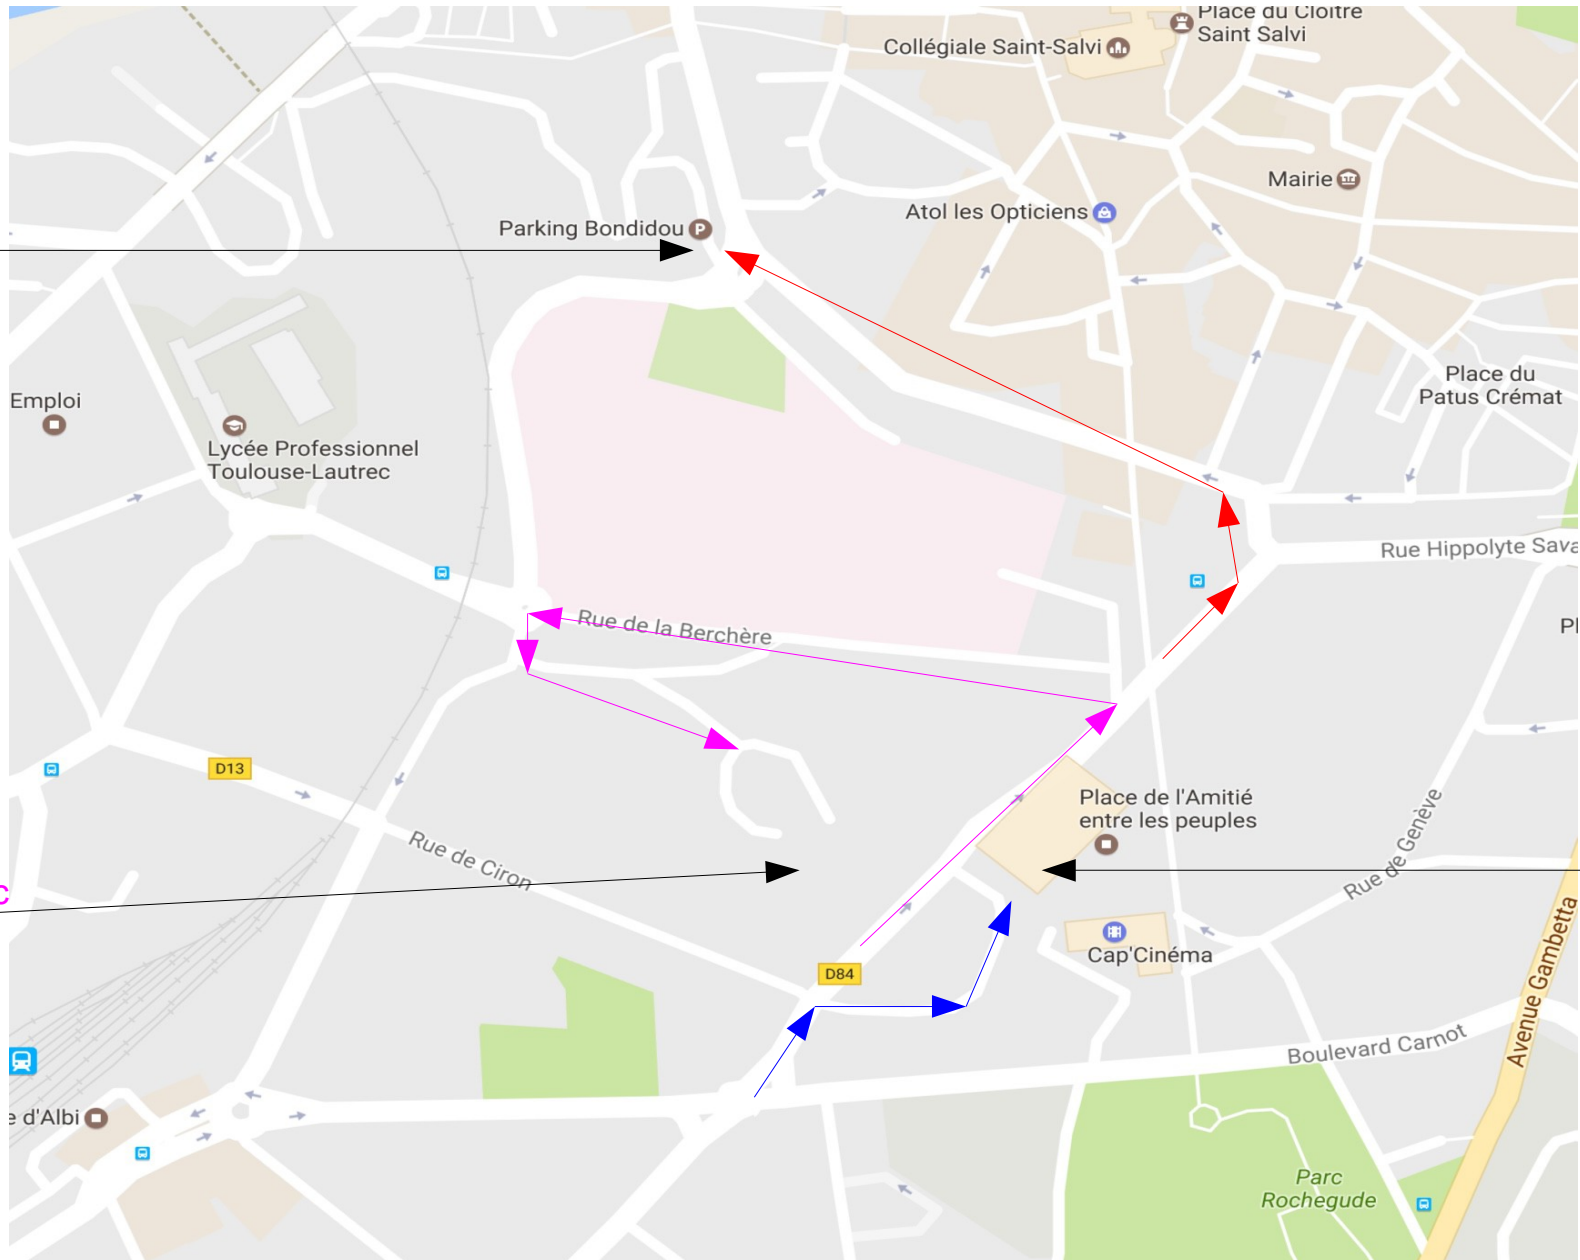 Place du Cloître
Saint Salvi
Collégiale Saint-Salvi
Mairie
Atol les Opticiens
Parking Bondidou
P
Place du
Patus Crémat
Emploi
Lycée Professionnel
Toulouse-Lautrec
Rue Hippolyte Sava
Rue de la Berchère
Pl
D13
Place de l'Amitié
entre les peuples
Rue de Genève
Rue de Ciron
C
Cap'Cinéma
D84
Avenue Gambetta
Boulevard Carnot
e d'Albi
Parc
Rochegude